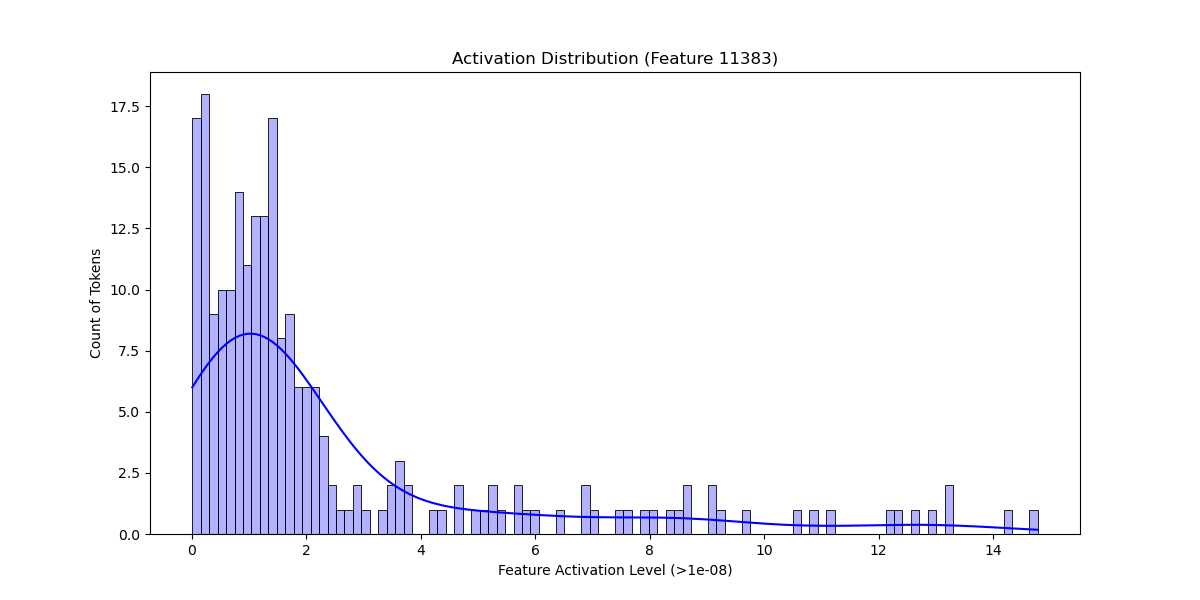 Activation Distribution (Feature 11383)
17.5
15.0
12.5
10.0
7.5
5.0
2.5
0.0
Count of Tokens
0 2 4 6 8 10 12 14
Feature Activation Level (>1e-08)